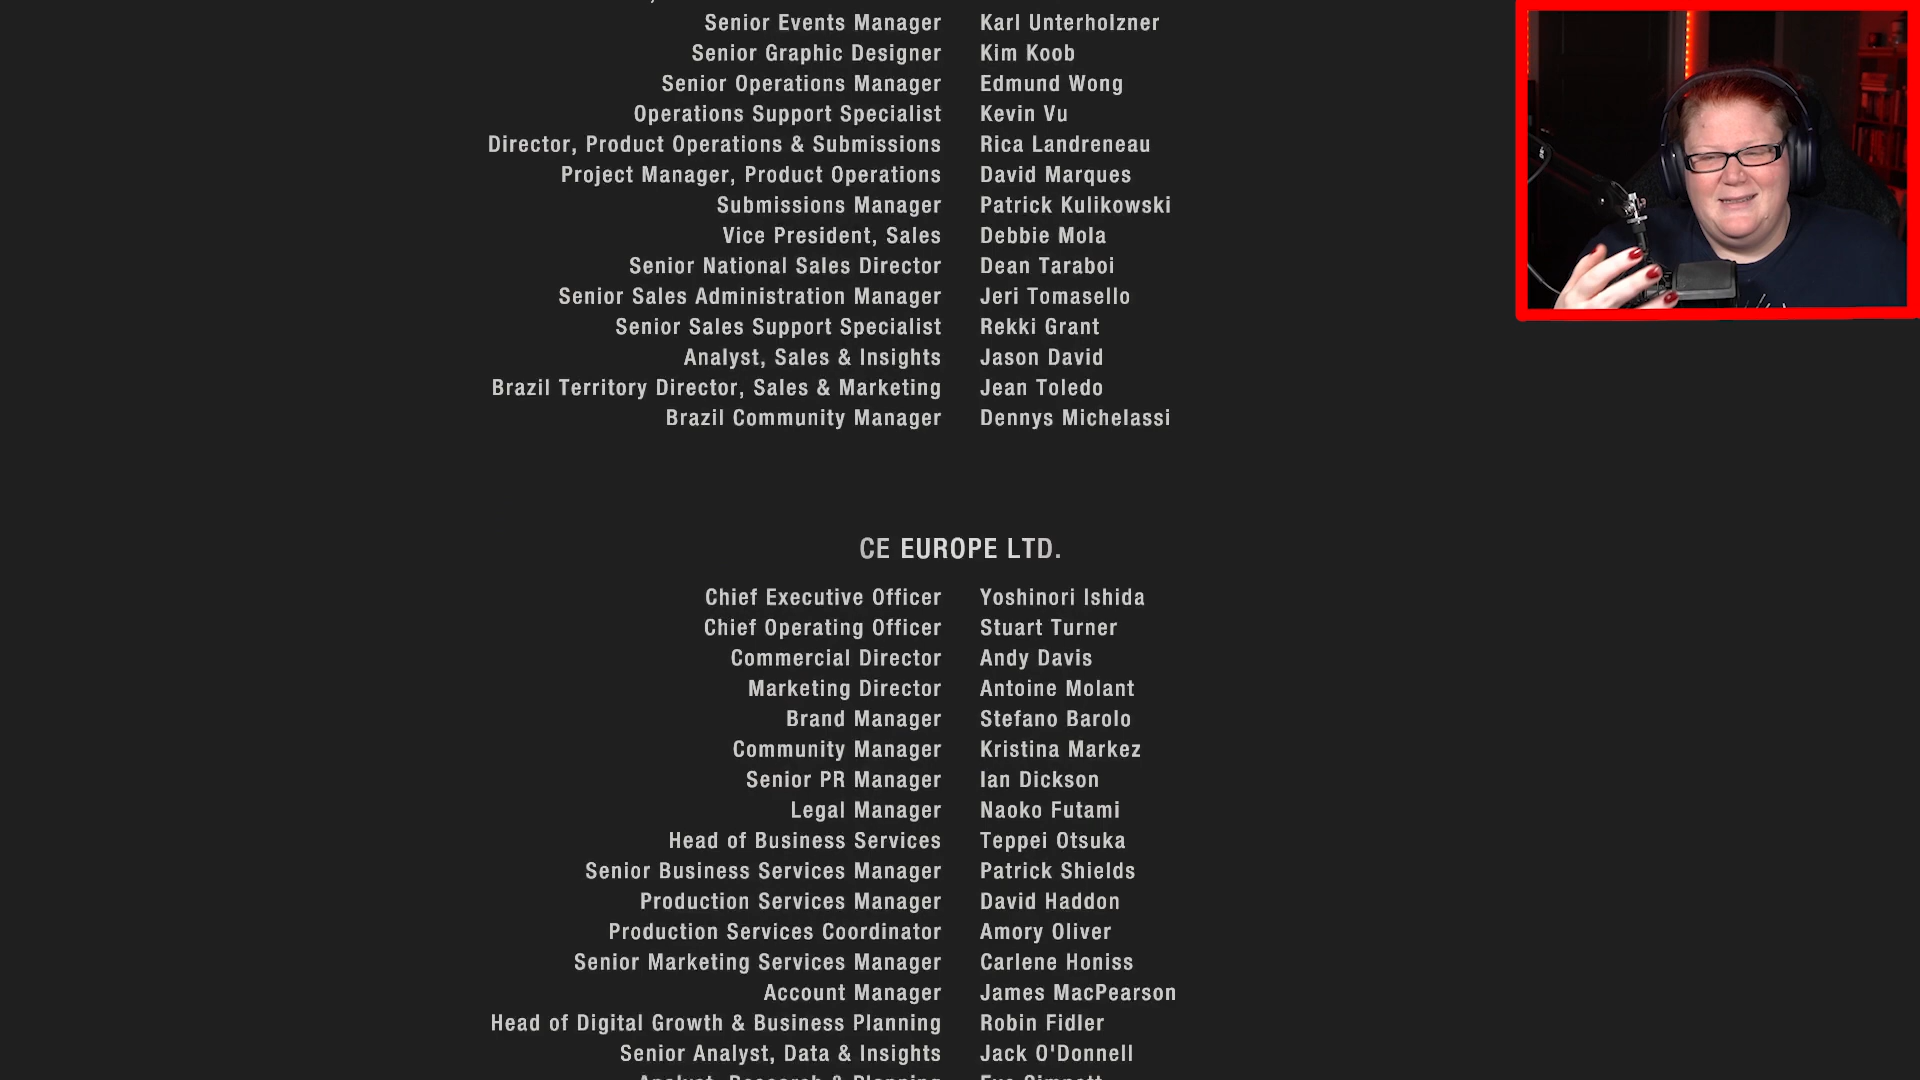 Senior Events Manager Karl Unterholzner
Senior Graphic Designer Kim Koob
Senior Operations Manager Edmund Wong
Operations Support Specialist Kevin Vu
Director, Product Operations & Submissions Rica Landreneau
Project Manager, Product Operations David Marques
Submissions Manager Patrick Kulikowski
Vice President, Sales Debbie Mola
Senior National Sales Director Dean Taraboi
Senior Sales Administration Manager Jeri Tomasello
Senior Sales Support Specialist Rekki Grant
Analyst, Sales & Insights Jason David
Brazil Territory Director, Sales & Marketing Jean Toledo
Brazil Community Manager Dennys Michelassi
CE EUROPE LTD.
Chief Executive Officer Yoshinori Ishida
Chief Operating Officer Stuart Turner
Commercial Director Andy Davis
Marketing Director Antoine Molant
Brand Manager Stefano Barolo
Community Manager Kristina Markez
Senior PR Manager Ian Dickson
Legal Manager Naoko Futami
Head of Business Services Teppei Otsuka
Senior Business Services Manager Patrick Shields
Production Services Manager David Haddon
Production Services Coordinator Amory Oliver
Senior Marketing Services Manager Carlene Honiss
Account Manager James MacPearson
Head of Digital Growth & Business Planning Robin Fidler
Senior Analyst, Data & Insights Jack O'Donnell
Analyst, Research & Planning